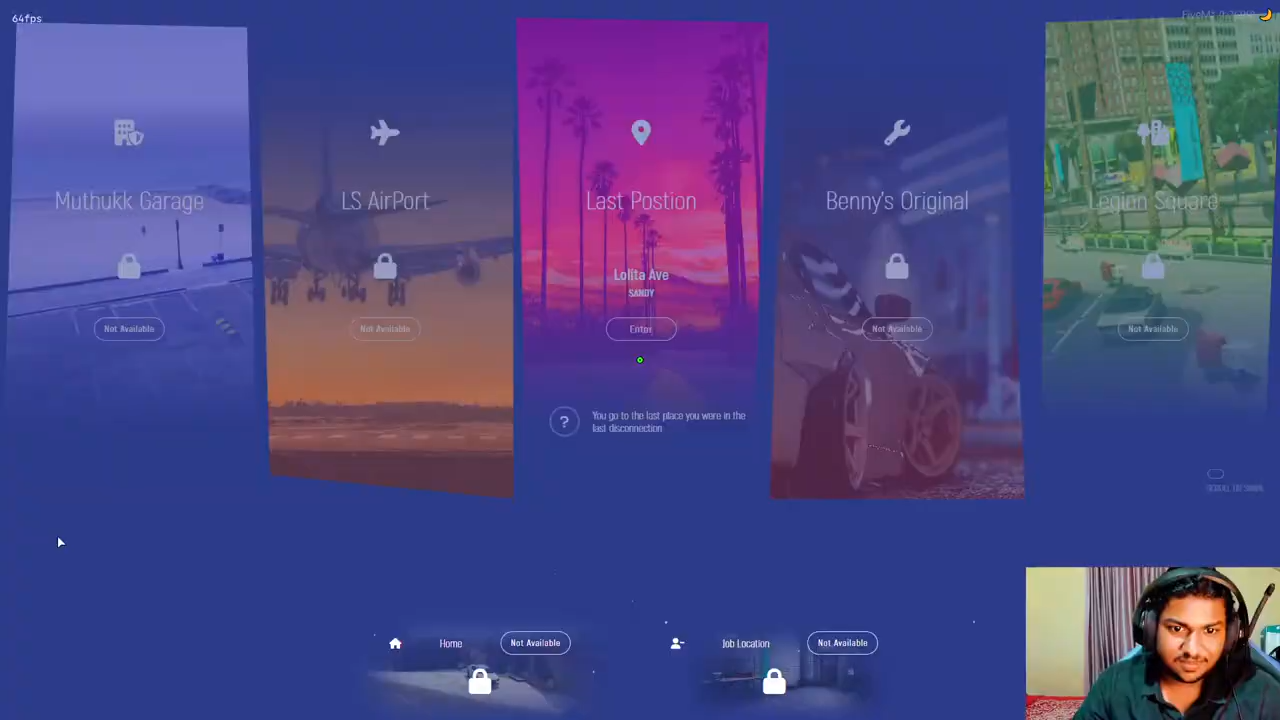 64fps
Muthukk Garage
Not Available
LS AirPort
Not Available
Last Postion
Lolita Ave
SANDY
Enter
You go to the last place you were in the
last disconnection
?
Benny's Original
Not Available
Legion Square
Not Available
Home
Not Available
Job Location
Not Available